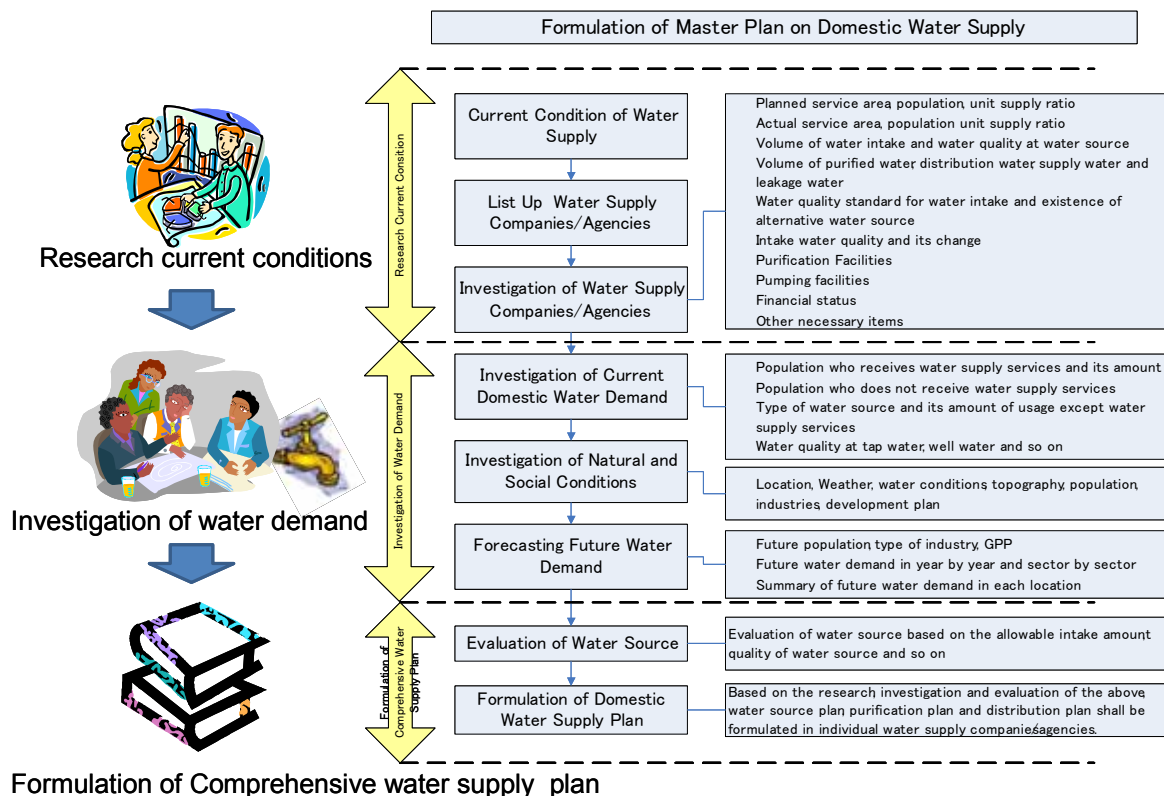 Formulation of Master Plan on Domestic Water Supply
Research current conditions
Investigation of water demand
Formulation of Comprehensive water supply plan
Research Current Consition
Investigation of Water Demand
Formulation of
Comprehensive Water
Supply Plan
Current Condition of Water
Supply
List Up Water Supply
Companies/Agencies
Investigation of Water Supply
Companies/Agencies
Planned service area, population, unit supply ratio
Actual service area, population unit supply ratio
Volume of water intake and water quality at water source
Volume of purified water, distribution water, supply water and
leakage water
Water quality standard for water intake and existence of
alternative water source
Intake water quality and its change
Purification Facilities
Pumping facilities
Financial status
Other necessary items
Investigation of Current
Domestic Water Demand
Population who receives water supply services and its amount
Population who does not receive water supply services
Type of water source and its amount of usage except water
supply services
Water quality at tap water, well water and so on
Investigation of Natural and
Social Conditions
Location, Weather, water conditions, topography, population,
industries, development plan
Forecasting Future Water
Demand
Future population, type of industry, GPP
Future water demand in year by year and sector by sector
Summary of future water demand in each location
Evaluation of Water Source
Evaluation of water source based on the allowable intake amount,
quality of water source and so on
Formulation of Domestic
Water Supply Plan
Based on the research, investigation and evaluation of the above,
water source plan, purification plan and distribution plan shall be
formulated in individual water supply companies/agencies.